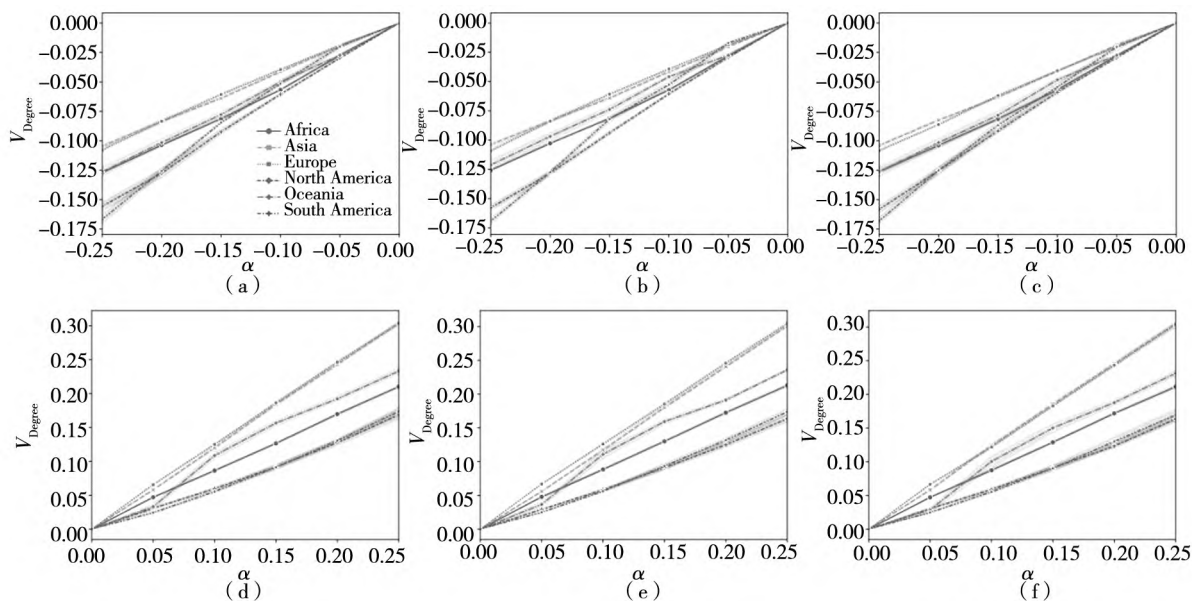 0.000 0.000 0.000
−0.025 −0.025 −0.025
−0.050 −0.050 −0.050
−0.075 −0.075 −0.075
−0.100 −0.100 −0.100
−0.125 −0.125 −0.125
−0.150 −0.150 −0.150
−0.175 −0.175 −0.175
V_Degree V_Degree V_Degree
Africa
Asia
Europe
North America
Oceania
South America
−0.25 −0.20 −0.15 −0.10 −0.05 0.00 −0.25 −0.20 −0.15 −0.10 −0.05 0.00 −0.25 −0.20 −0.15 −0.10 −0.05 0.00
α α α
(a) (b) (c)
0.30 0.30 0.30
0.25 0.25 0.25
0.20 0.20 0.20
0.15 0.15 0.15
0.10 0.10 0.10
0.05 0.05 0.05
0.00 0.00 0.00
V_Degree V_Degree V_Degree
0.00 0.05 0.10 0.15 0.20 0.25 0.00 0.05 0.10 0.15 0.20 0.25 0.00 0.05 0.10 0.15 0.20 0.25
α α α
(d) (e) (f)